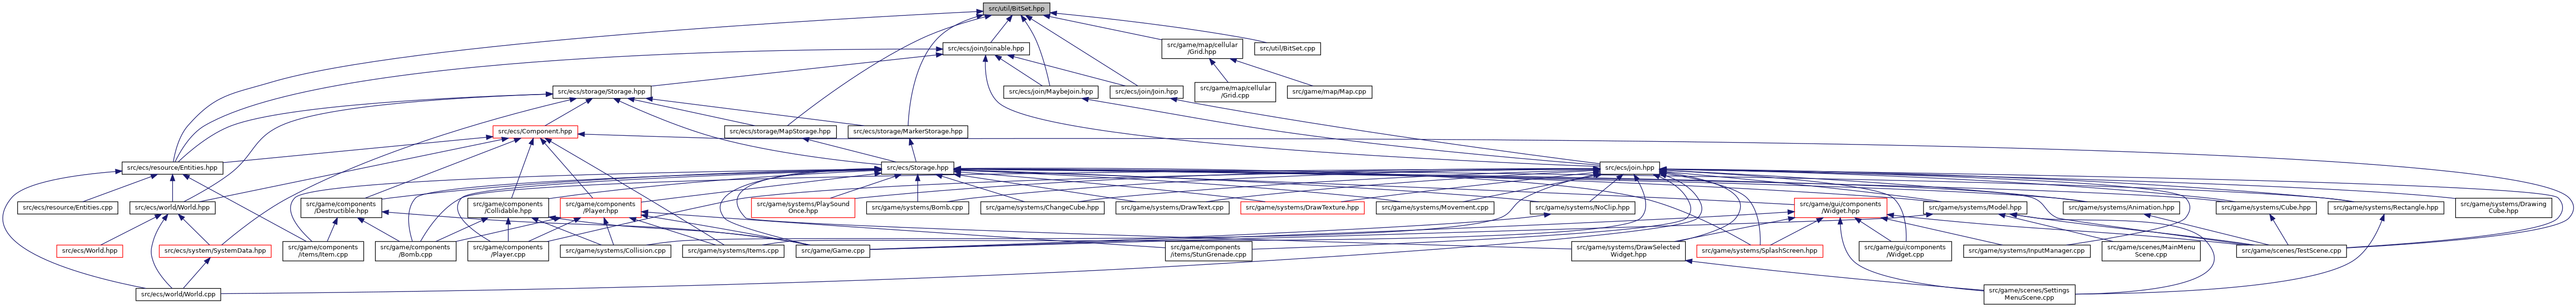 src/util/BitSet.hpp
src/ecs/join/Joinable.hpp
src/game/map/cellular
/Grid.hpp
src/util/BitSet.cpp
src/ecs/storage/Storage.hpp
src/ecs/join/MaybeJoin.hpp
src/ecs/join/Join.hpp
src/game/map/cellular
/Grid.cpp
src/game/map/Map.cpp
src/ecs/Component.hpp
src/ecs/storage/MapStorage.hpp
src/ecs/storage/MarkerStorage.hpp
src/ecs/resource/Entities.hpp
src/ecs/Storage.hpp
src/ecs/join.hpp
src/ecs/resource/Entities.cpp
src/ecs/world/World.hpp
src/game/components
/Destructible.hpp
src/game/components
/Collidable.hpp
src/game/components
/Player.hpp
src/game/systems/PlaySound
Once.hpp
src/game/systems/Bomb.cpp
src/game/systems/ChangeCube.hpp
src/game/systems/DrawText.cpp
src/game/systems/DrawTexture.hpp
src/game/systems/Movement.cpp
src/game/systems/NoClip.hpp
src/game/gui/components
/Widget.hpp
src/game/systems/Model.hpp
src/game/systems/Animation.hpp
src/game/systems/Cube.hpp
src/game/systems/Rectangle.hpp
src/game/systems/Drawing
Cube.hpp
src/ecs/World.hpp
src/ecs/system/SystemData.hpp
src/game/components
/items/Item.cpp
src/game/components
/Bomb.cpp
src/game/components
/Player.cpp
src/game/systems/Collision.cpp
src/game/systems/Items.cpp
src/game/Game.cpp
src/game/components
/items/StunGrenade.cpp
src/game/systems/DrawSelected
Widget.hpp
src/game/systems/SplashScreen.hpp
src/game/gui/components
/Widget.cpp
src/game/systems/InputManager.cpp
src/game/scenes/MainMenu
Scene.cpp
src/game/scenes/TestScene.cpp
src/ecs/world/World.cpp
src/game/scenes/Settings
MenuScene.cpp